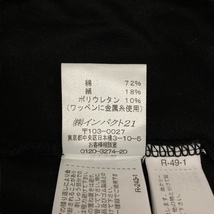 綿 72%
絹 18%
ポリウレタン 10%
(ワッペンに金属糸使用)
㈱インパクト21
〒103-0027
東京都中央区日本橋3-10-5
お客様相談室
0120-3274-20
R-49-1